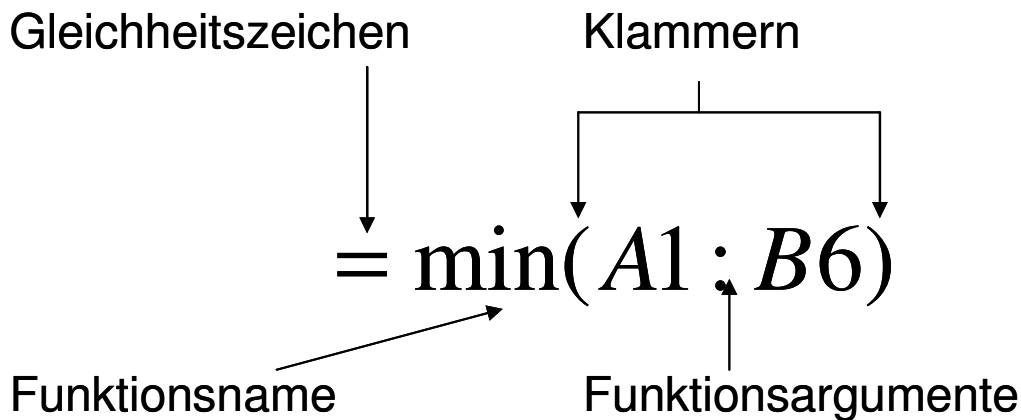 Gleichheitszeichen Klammern
= min(A1 : B6)
Funktionsname Funktionsargumente